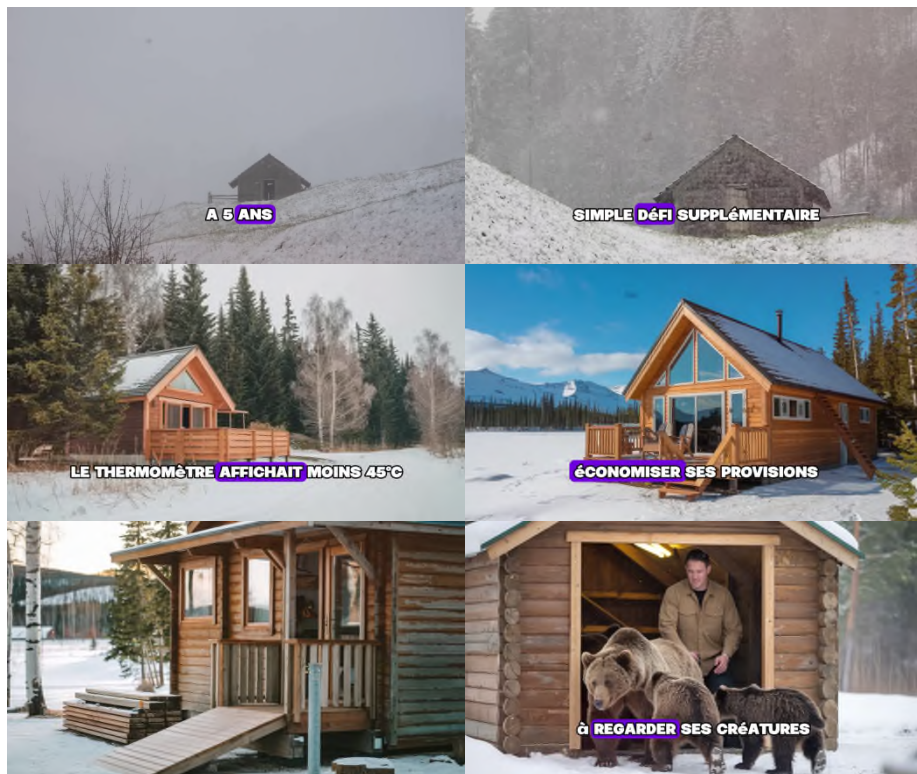 A 5 ANS
SIMPLE DéFI SUPPLéMENTAIRE
LE THERMOMèTRE AFFICHAIT MOINS 45°C
éCONOMISER SES PROVISIONS
à REGARDER SES CRéATURES